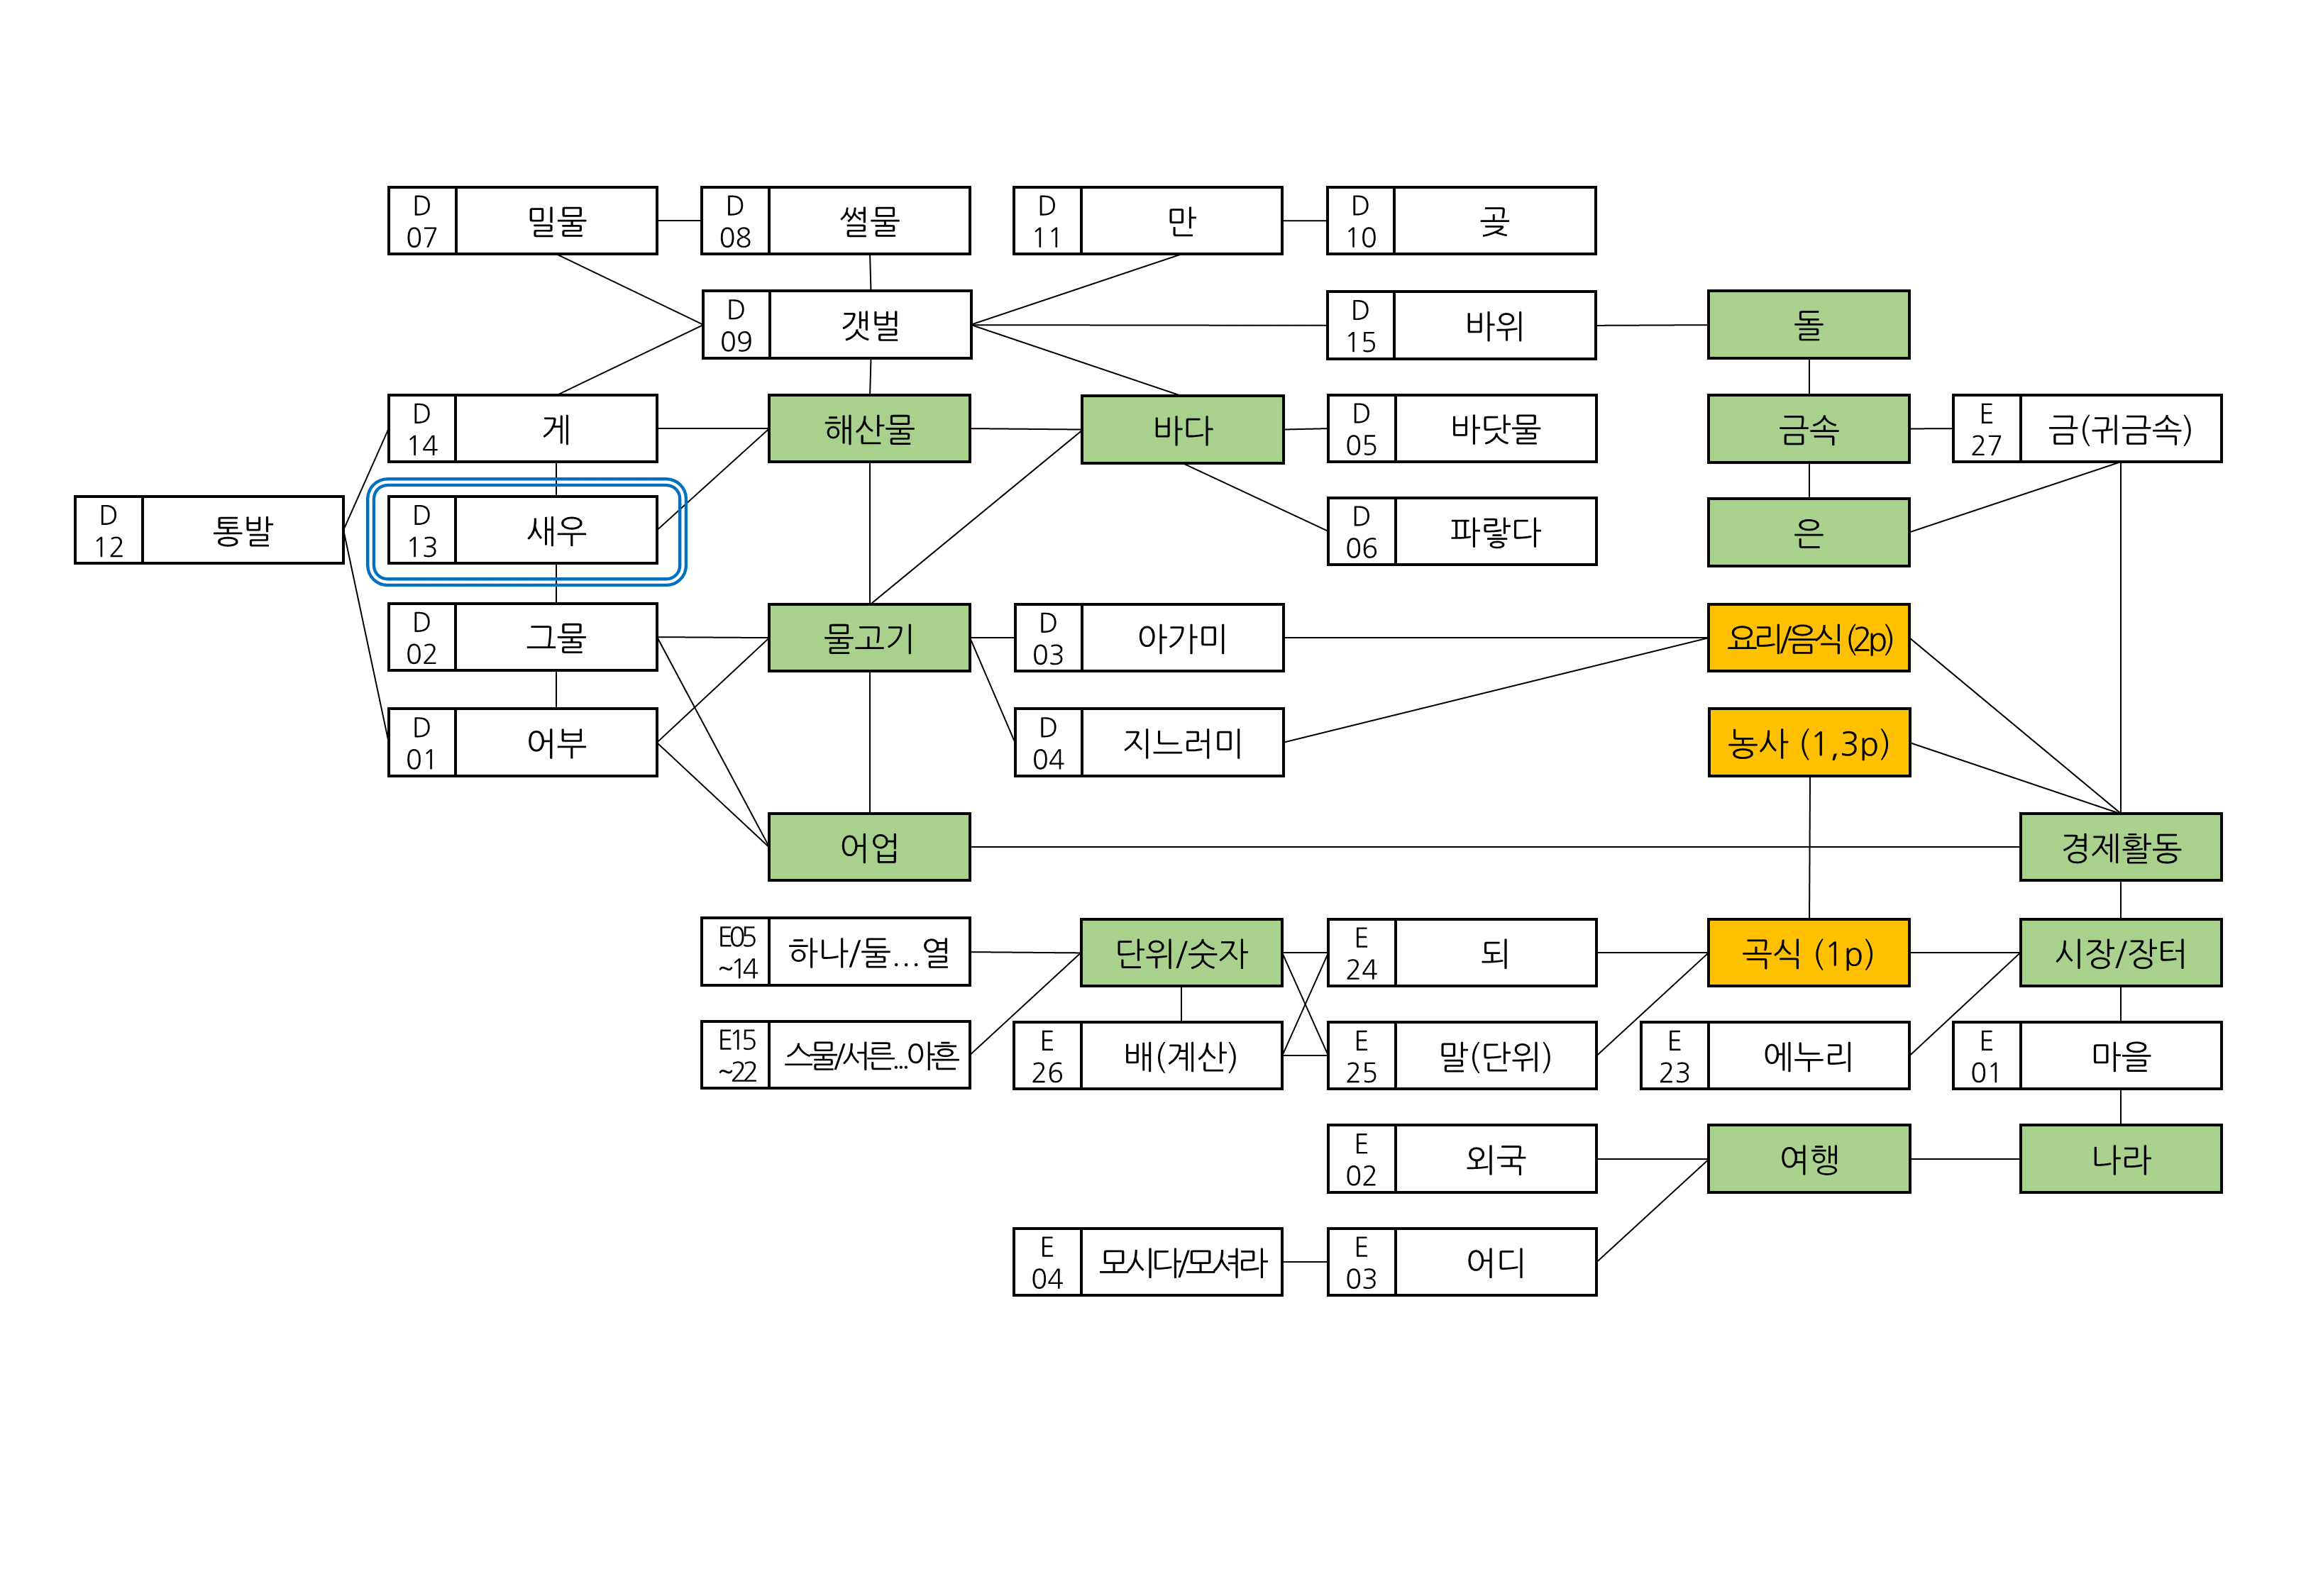 D
07
밀물
D
08
썰물
D
11
만
D
10
곶
D
09
갯벌
D
15
바위
돌
D
14
게
해산물
바다
D
05
바닷물
금속
E
27
금(귀금속)
D
12
통발
D
13
새우
D
06
파랗다
은
D
02
그물
물고기
D
03
아가미
요리/음식(2p)
D
01
어부
D
04
지느러미
농사 (1,3p)
어업
경제활동
E05
~14
하나/둘…열
단위/숫자
E
24
되
곡식 (1p)
시장/장터
E15
~22
스물/서른...아흔
E
26
배(계산)
E
25
말(단위)
E
23
에누리
E
01
마을
E
02
외국
여행
나라
E
04
모시다/모셔라
E
03
어디